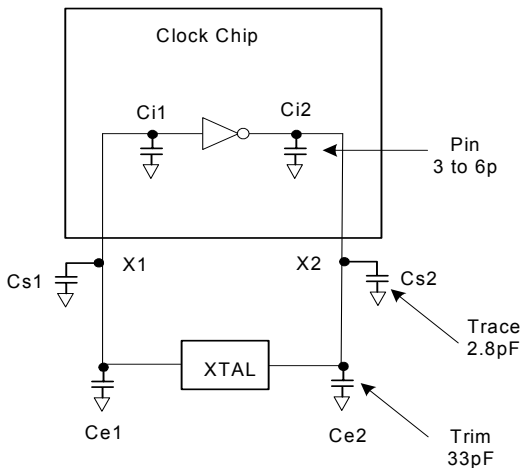 Clock Chip
Ci1
Ci2
Pin
3 to 6p
X1
X2
Cs1
Cs2
Trace
2.8pF
XTAL
Ce1
Ce2
Trim
33pF